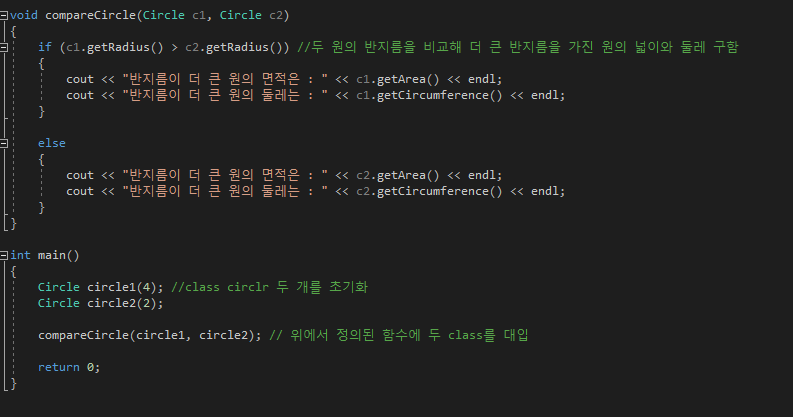 void compareCircle(Circle c1, Circle c2)
{
if (c1.getRadius() > c2.getRadius()) //두 원의 반지름을 비교해 더 큰 반지름을 가진 원의 넓이와 둘레 구함
{
cout << "반지름이 더 큰 원의 면적은 : " << c1.getArea() << endl;
cout << "반지름이 더 큰 원의 둘레는 : " << c1.getCircumference() << endl;
}
else
{
cout << "반지름이 더 큰 원의 면적은 : " << c2.getArea() << endl;
cout << "반지름이 더 큰 원의 둘레는 : " << c2.getCircumference() << endl;
}
}
int main()
{
Circle circle1(4); //class circlr 두 개를 초기화
Circle circle2(2);
compareCircle(circle1, circle2); // 위에서 정의된 함수에 두 class를 대입
return 0;
}